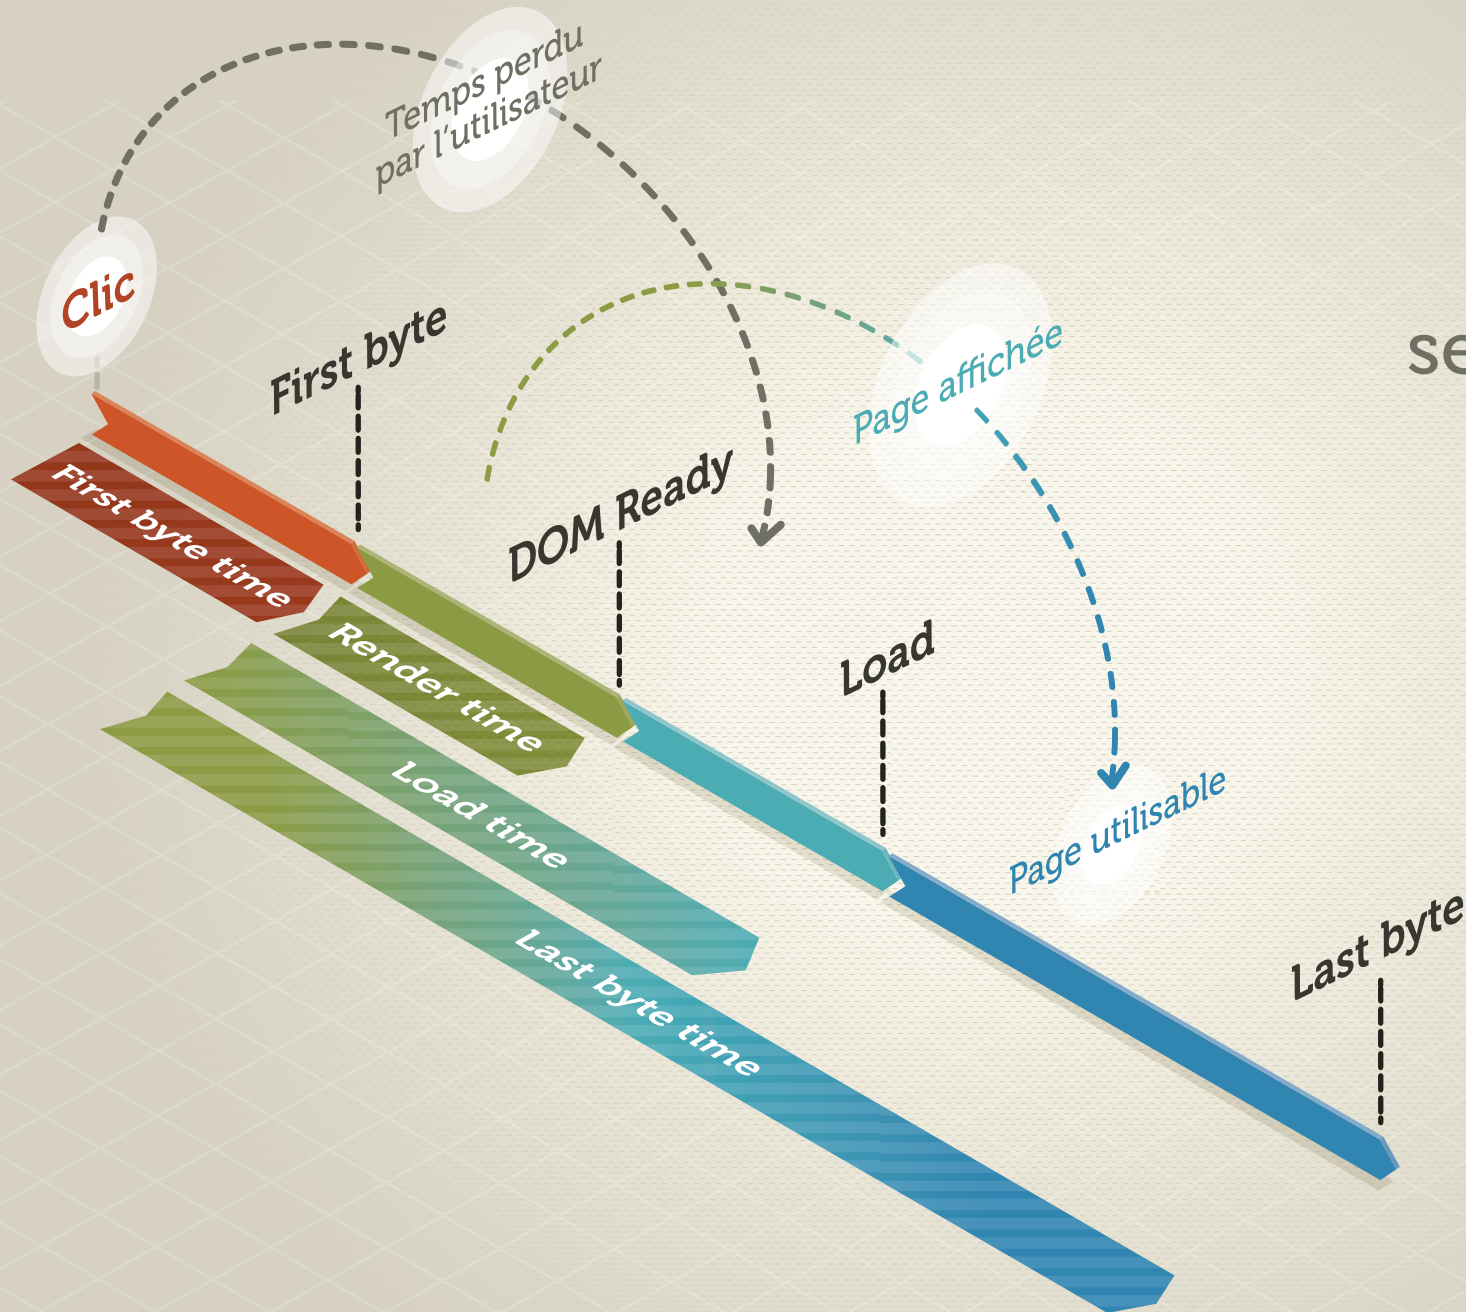 Temps perdu
par l'utilisateur
Clic
First byte
Page affichée
se
DOM Ready
First byte time
Load
Render time
Page utilisable
Load time
Last byte
Last byte time